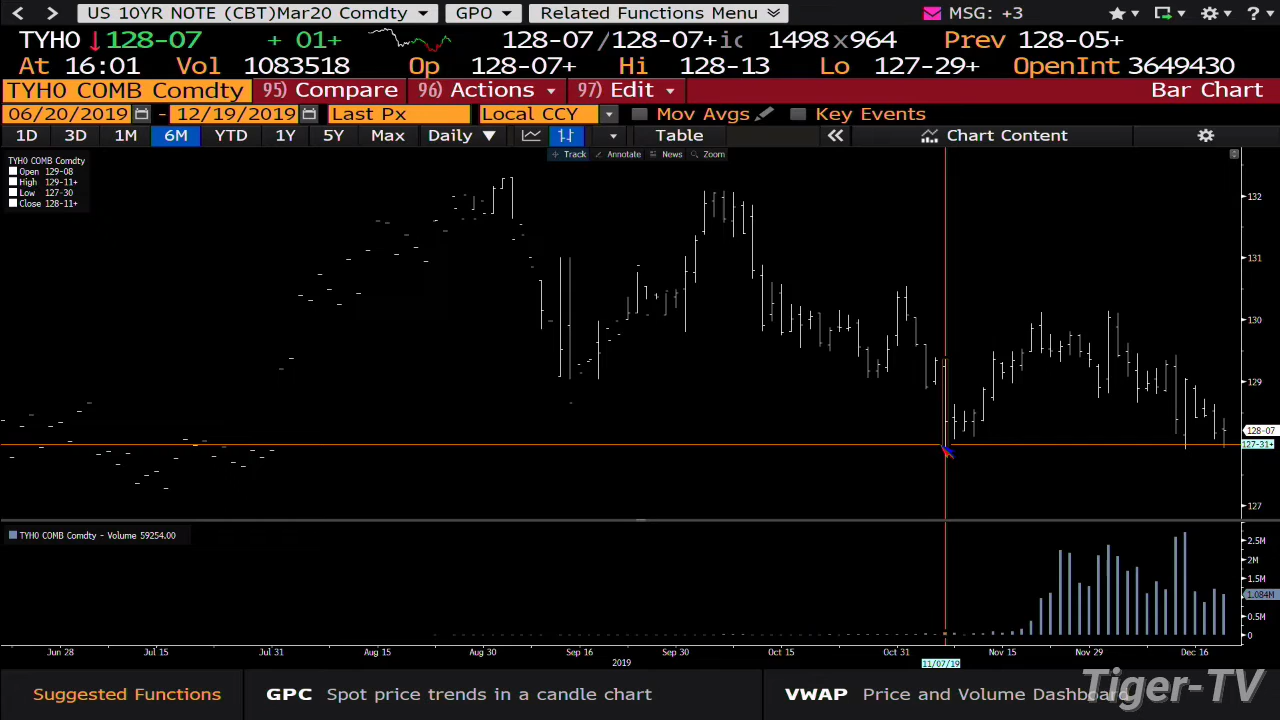 US 10YR NOTE (CBT)Mar20 Comdty GPO Related Functions Menu MSG: +3 ?
TYH0 128-07 + 01+ 128-07/128-07+ic 1498x964 Prev 128-05+
At 16:01 Vol 1083518 Op 128-07+ Hi 128-13 Lo 127-29+ OpenInt 3649430
TYH0 COMB Comdty 95) Compare 96) Actions 97) Edit Bar Chart
06/20/2019 - 12/19/2019 Last Px Local CCY Mov Avgs Key Events
1D 3D 1M 6M YTD 1Y 5Y Max Daily Table Chart Content
Track Annotate News Zoom
TYH0 COMB Comdty
Open 129-08
High 129-11+
Low 127-30
Close 128-11+
132
131
130
129
128-07
127-31+
127
TYH0 COMB Comdty - Volume 59254.00
2.5M
2M
1.5M
1.084M
0.5M
0
Jun 28 Jul 15 Jul 31 Aug 15 Aug 30 Sep 16 Sep 30 Oct 15 Oct 31 Nov 15 Nov 29 Dec 16
2019 11/07/19
Suggested Functions GPC Spot price trends in a candle chart VWAP Price and Volume Dashboard
Tiger-TV